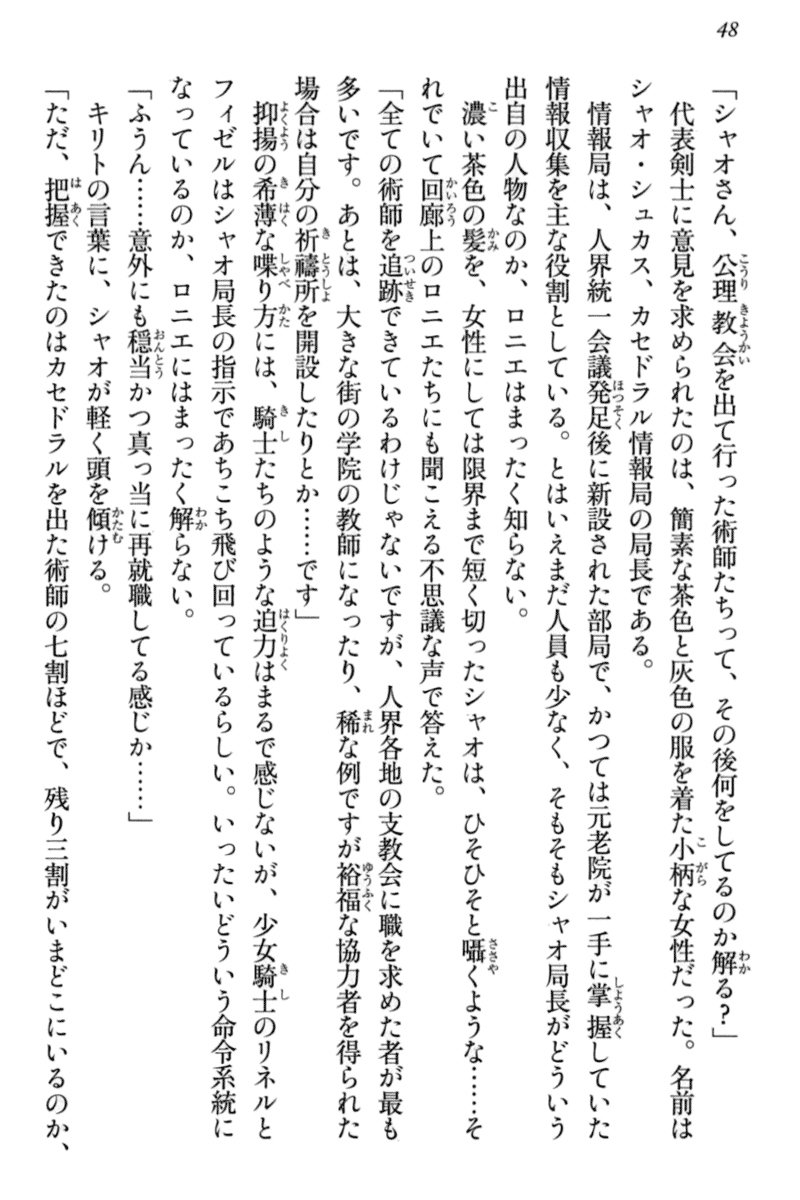 48
「シャオさん、公理教会を出て行った術師たちって、その後何をしてるのか解る?」
代表剣士に意見を求められたのは、簡素な茶色と灰色の服を着た小柄な女性だった。名前は
シャオ・シュカス、カセドラル情報局の局長である。
情報局は、人界統一会議発足後に新設された部局で、かつては元老院が一手に掌握していた
情報収集を主な役割としている。とはいえまだ人員も少なく、そもそもシャオ局長がどういう
出自の人物なのか、ロニエはまったく知らない。
濃い茶色の髪を、女性にしては限界まで短く切ったシャオは、ひそひそと囁くような……そ
れでいて回廊上のロニエたちにも聞こえる不思議な声で答えた。
「全ての術師を追跡できているわけじゃないですが、人界各地の支教会に職を求めた者が最も
多いです。あとは、大きな街の学院の教師になったり、稀な例ですが裕福な協力者を得られた
場合は自分の祈禱所を開設したりとか……です」
抑揚の希薄な喋り方には、騎士たちのような迫力はまるで感じないが、少女騎士のリネルと
フィゼルはシャオ局長の指示であちこち飛び回っているらしい。いったいどういう命令系統に
なっているのか、ロニエにはまったく解らない。
「ふうん……意外にも穏当かつ真っ当に再就職してる感じか……」
キリトの言葉に、シャオが軽く頭を傾ける。
「ただ、把握できたのはカセドラルを出た術師の七割ほどで、残り三割がいまどこにいるのか、